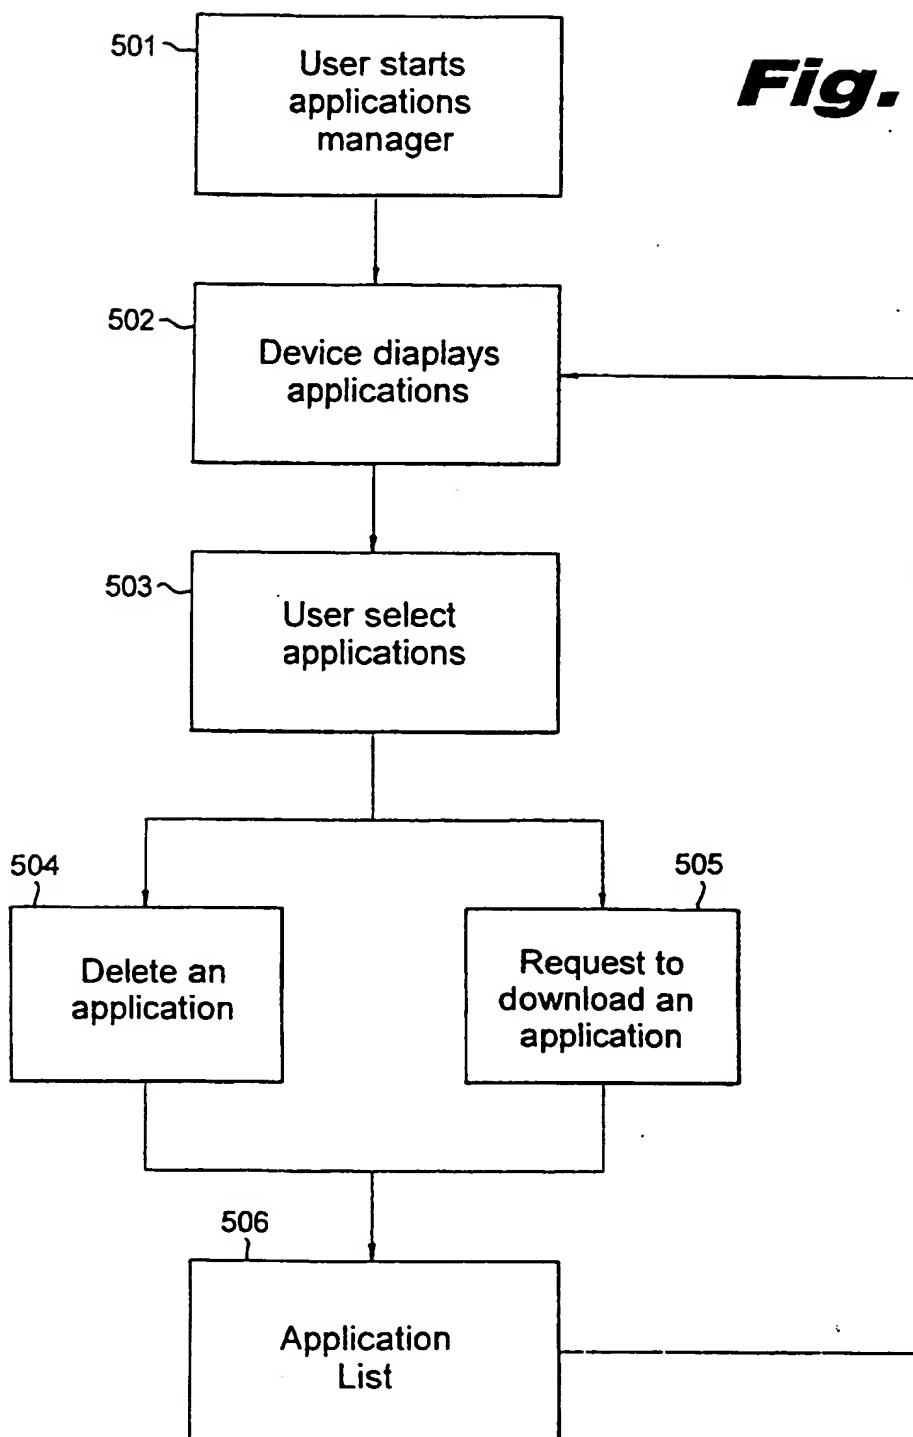 501
User starts
applications
manager
Fig.
502
Device diaplays
applications
503
User select
applications
504
Delete an
application
505
Request to
download an
application
506
Application
List